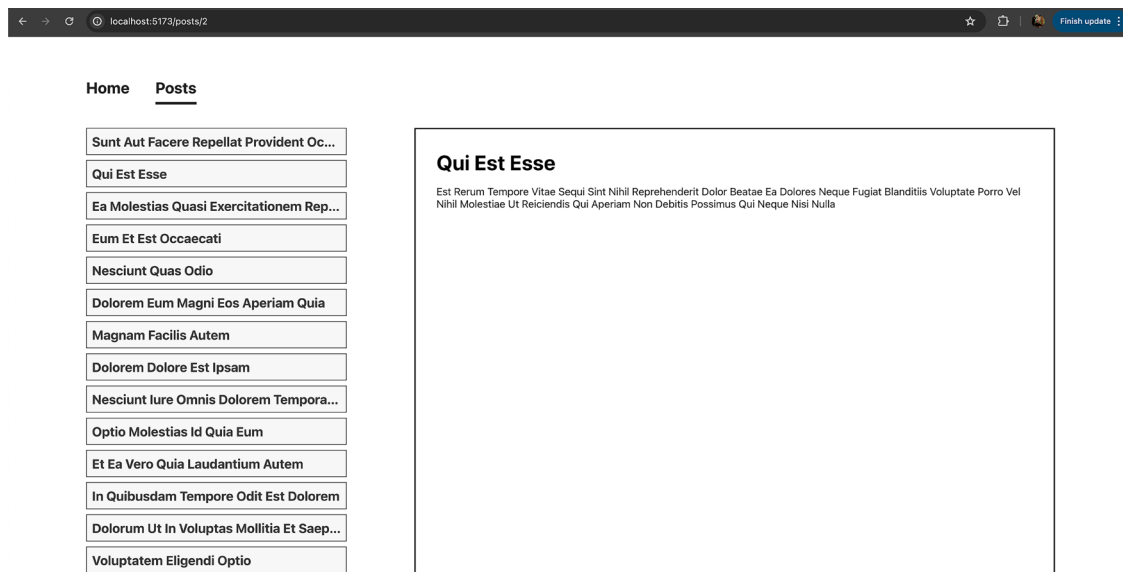 localhost:5173/posts/2
Finish update
Home Posts
Sunt Aut Facere Repellat Provident Oc...
Qui Est Esse
Ea Molestias Quasi Exercitationem Rep...
Eum Et Est Occaecati
Nesciunt Quas Odio
Dolorem Eum Magni Eos Aperiam Quia
Magnam Facilis Autem
Dolorem Dolore Est Ipsam
Nesciunt Iure Omnis Dolorem Tempora...
Optio Molestias Id Quia Eum
Et Ea Vero Quia Laudantium Autem
In Quibusdam Tempore Odit Est Dolorem
Dolorum Ut In Voluptas Mollitia Et Saep...
Voluptatem Eligendi Optio
Qui Est Esse
Est Rerum Tempore Vitae Sequi Sint Nihil Reprehenderit Dolor Beatae Ea Dolores Neque Fugiat Blanditiis Voluptate Porro Vel
Nihil Molestiae Ut Reiciendis Qui Aperiam Non Debitis Possimus Qui Neque Nisi Nulla